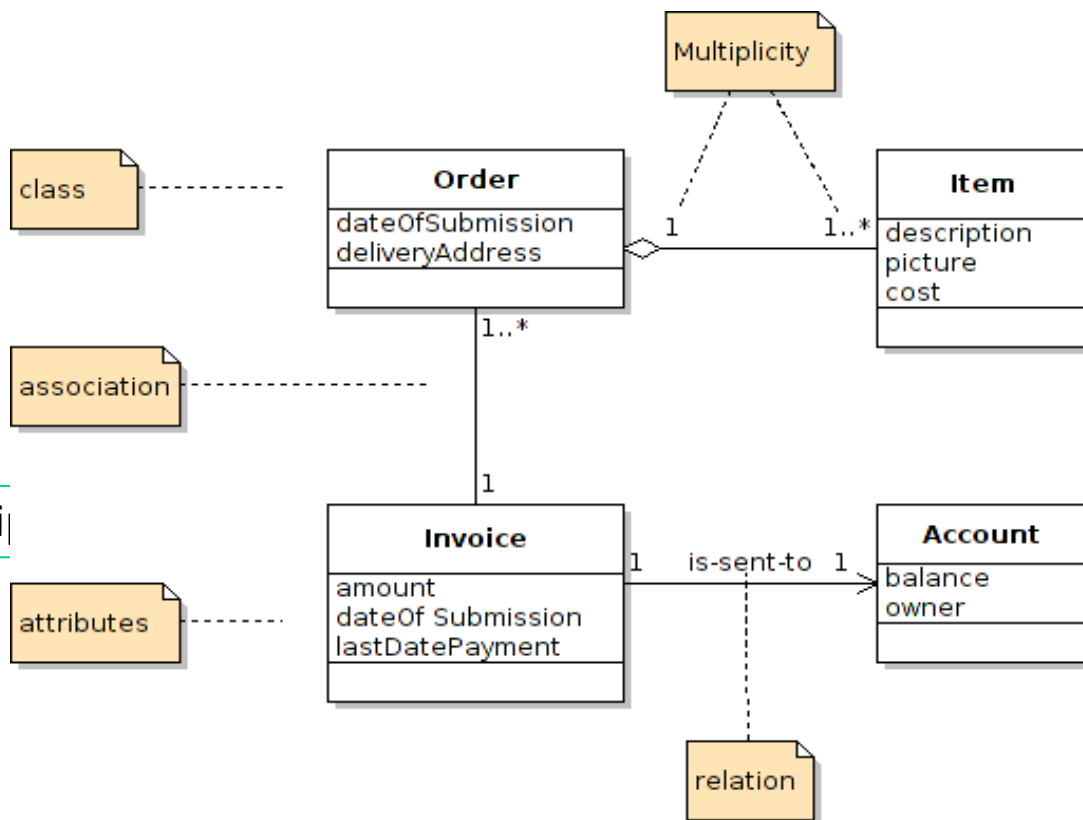 Multiplicity
class
Order
dateOfSubmission
deliveryAddress
1
1..*
Item
description
picture
cost
1..*
association
1
Invoice
amount
dateOf Submission
lastDatePayment
1
is-sent-to
1
Account
balance
owner
attributes
relation